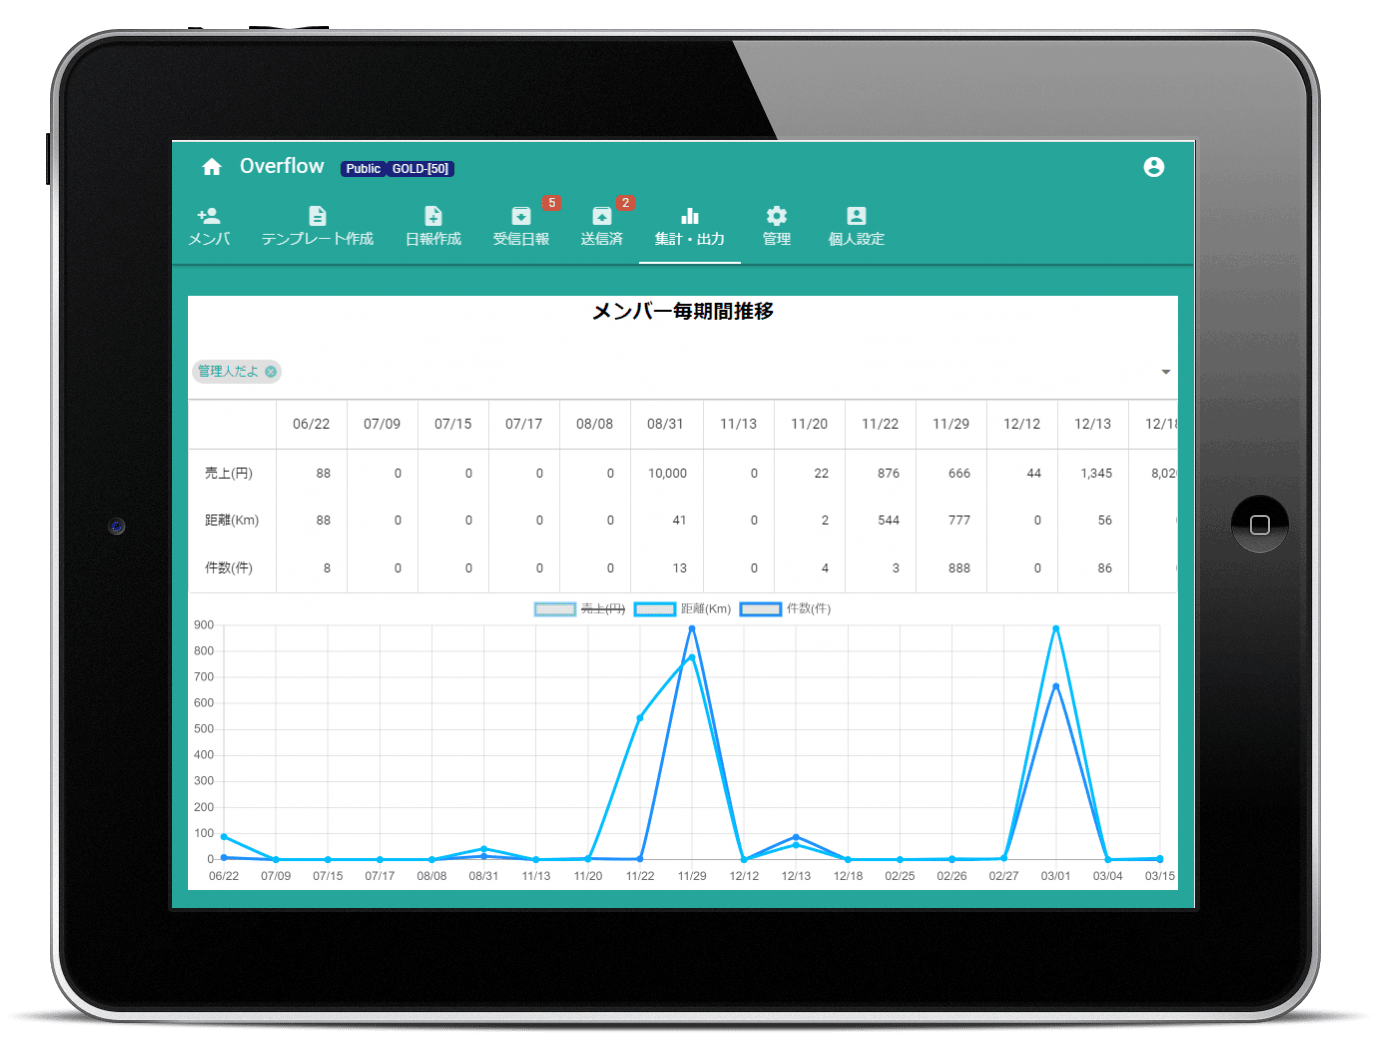 Overflow Public GOLD-[50]
5 2
メンバ テンプレート作成 日報作成 受信日報 送信済 集計・出力 管理 個人設定
メンバー毎期間推移
管理人だよ
06/22 07/09 07/15 07/17 08/08 08/31 11/13 11/20 11/22 11/29 12/12 12/13 12/18
売上(円) 88 0 0 0 0 10,000 0 22 876 666 44 1,345 8,02
距離(Km) 88 0 0 0 0 41 0 2 544 777 0 56
件数(件) 8 0 0 0 0 13 0 4 3 888 0 86
売上(円) 距離(Km) 件数(件)
900
800
700
600
500
400
300
200
100
0
06/22 07/09 07/15 07/17 08/08 08/31 11/13 11/20 11/22 11/29 12/12 12/13 12/18 02/25 02/26 02/27 03/01 03/04 03/15